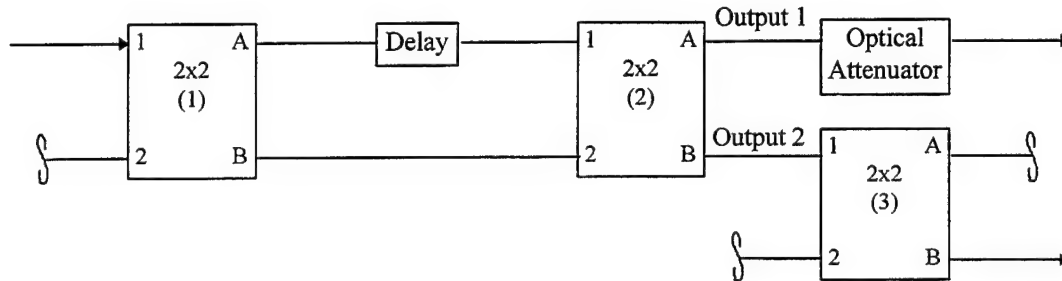 Output 1
1 A Delay 1 A Optical
2x2 2x2 Attenuator
(1) (2)
Output 2
2 B 2 B 1 A
2x2
(3)
2 B